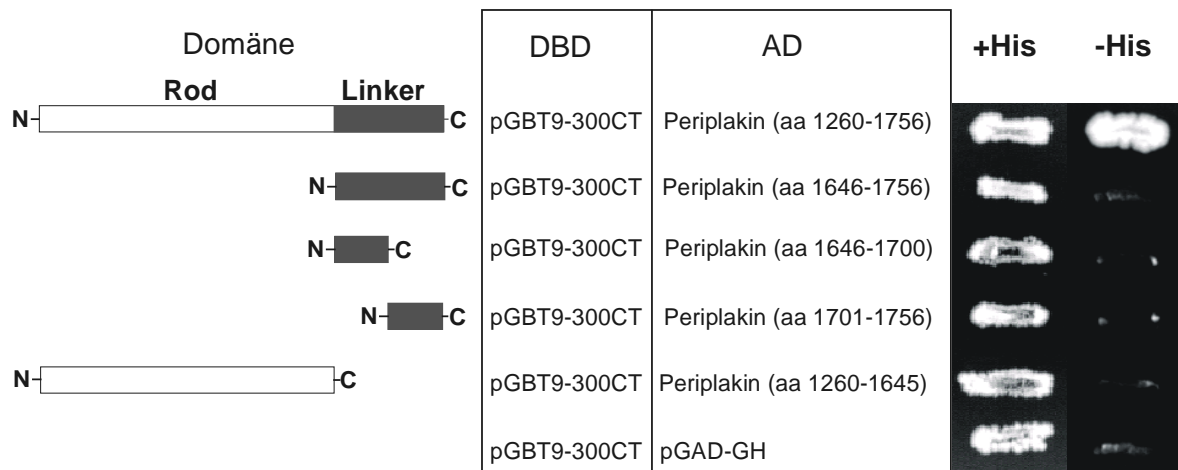 Domäne DBD AD +His -His
Rod Linker
N C pGBT9-300CT Periplakin (aa 1260-1756)
N C pGBT9-300CT Periplakin (aa 1646-1756)
N C pGBT9-300CT Periplakin (aa 1646-1700)
N C pGBT9-300CT Periplakin (aa 1701-1756)
N C pGBT9-300CT Periplakin (aa 1260-1645)
pGBT9-300CT pGAD-GH